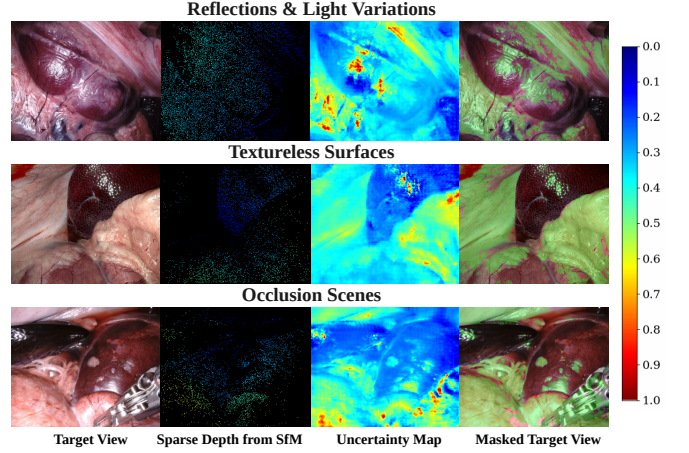 Reflections & Light Variations
Textureless Surfaces
Occlusion Scenes
Target View Sparse Depth from SfM Uncertainty Map Masked Target View
0.0
0.1
0.2
0.3
0.4
0.5
0.6
0.7
0.8
0.9
1.0